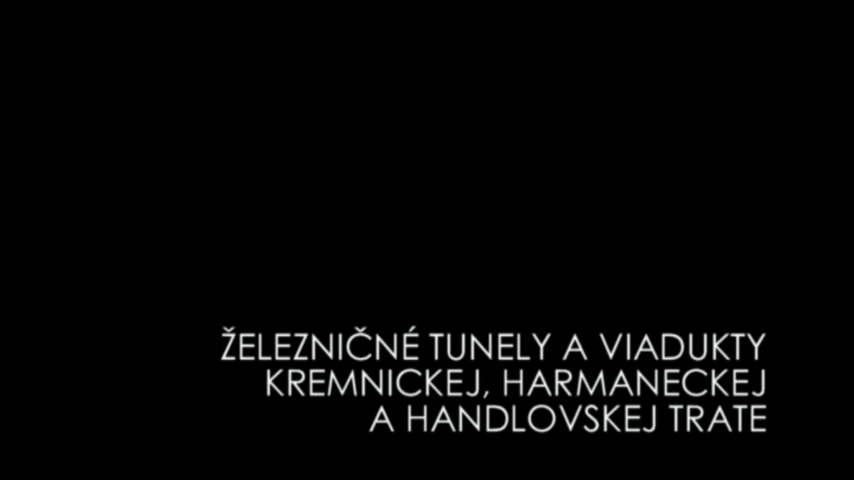 ŽELEZNIČNÉ TUNELY A VIADUKTY
KREMNICKEJ, HARMANECKEJ
A HANDLOVSKEJ TRATE